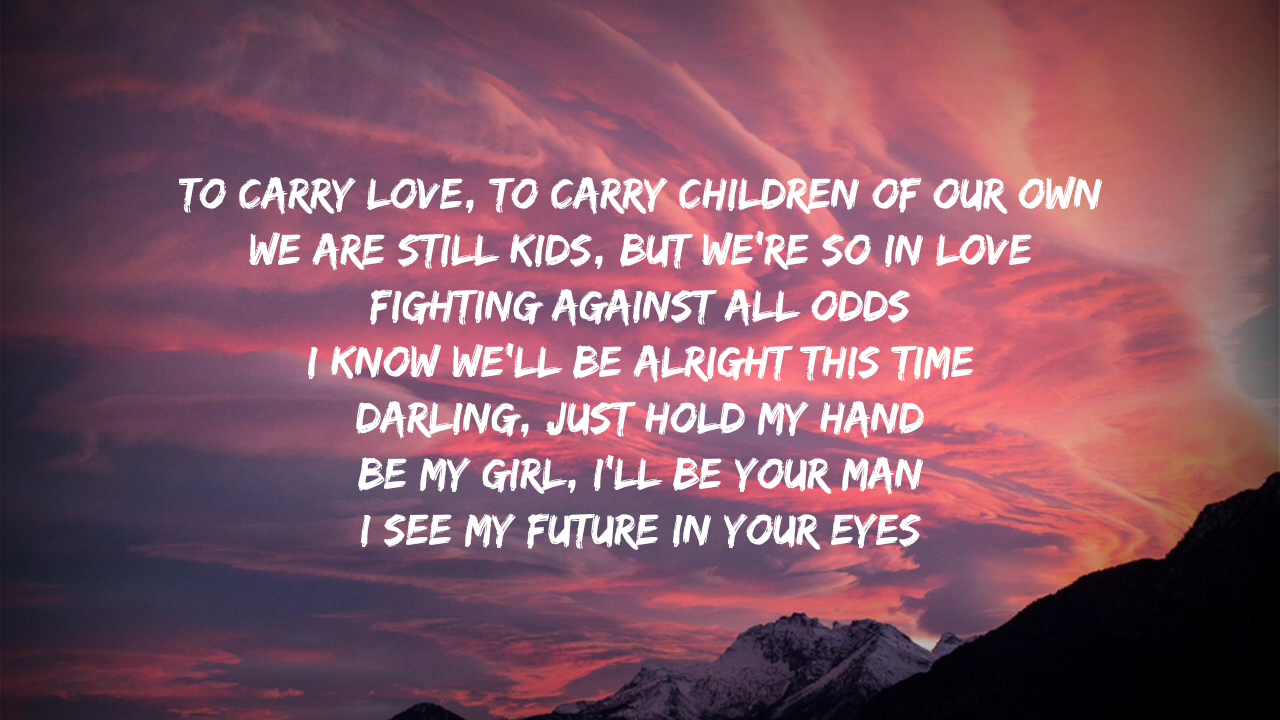 TO CARRY LOVE, TO CARRY CHILDREN OF OUR OWN
WE ARE STILL KIDS, BUT WE'RE SO IN LOVE
FIGHTING AGAINST ALL ODDS
I KNOW WE'LL BE ALRIGHT THIS TIME
DARLING, JUST HOLD MY HAND
BE MY GIRL, I'LL BE YOUR MAN
I SEE MY FUTURE IN YOUR EYES